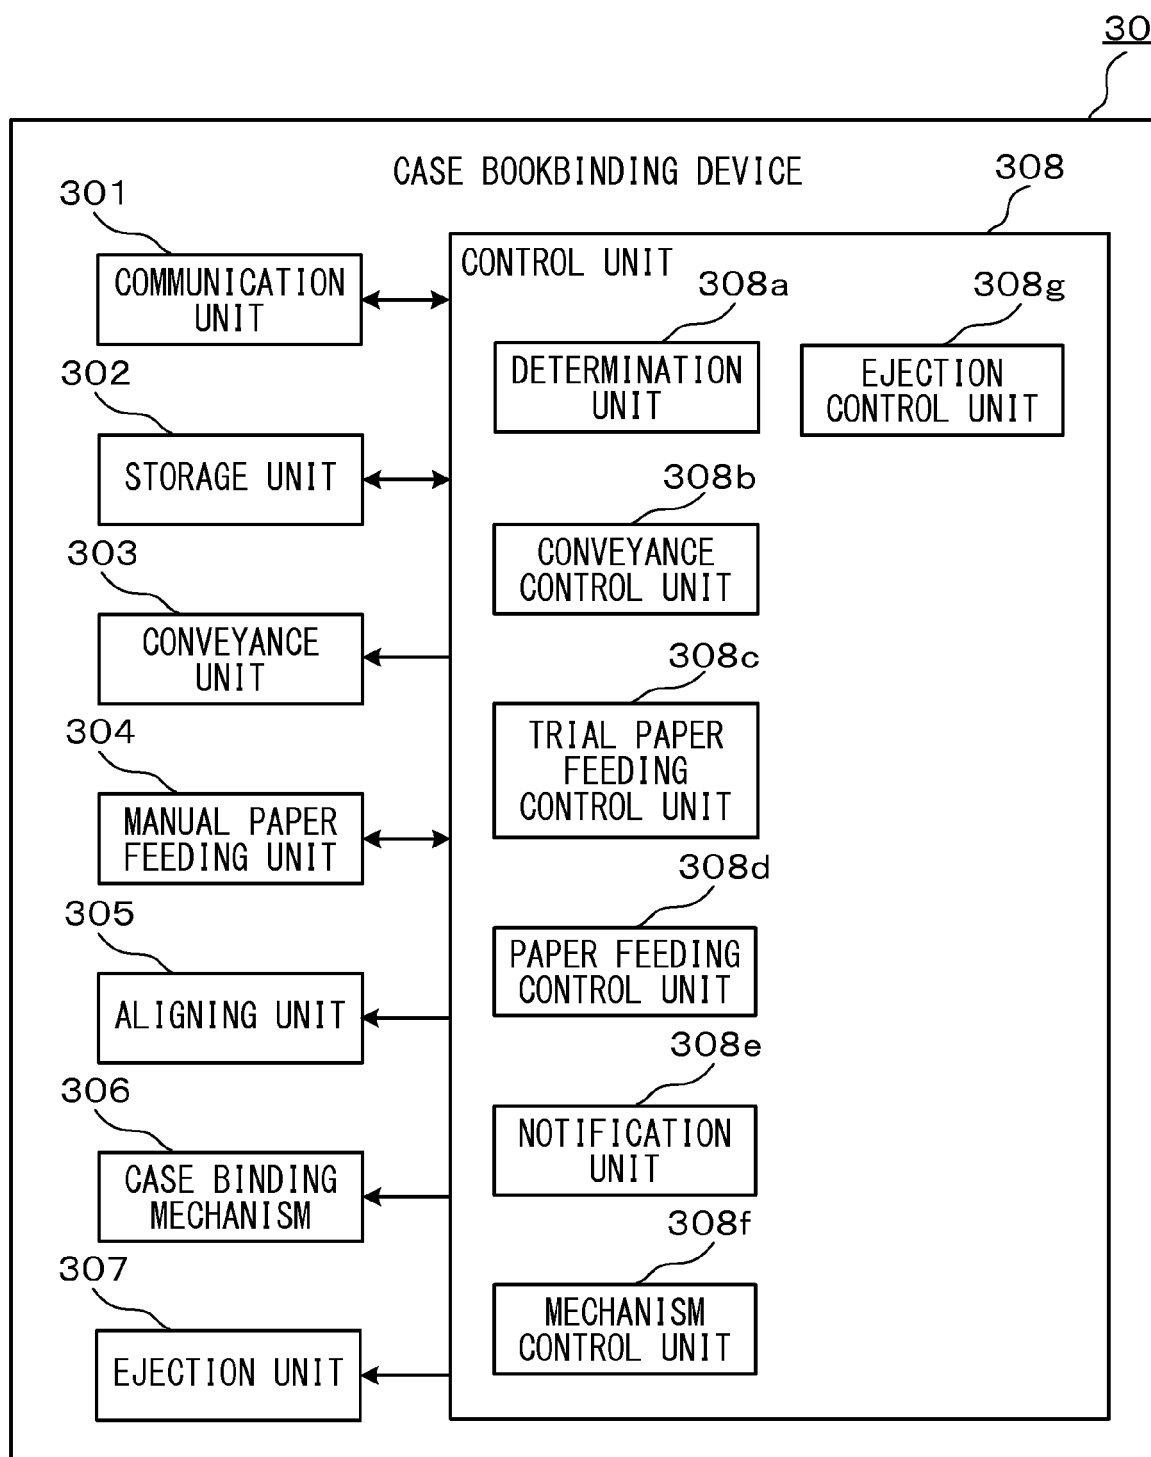 30
CASE BOOKBINDING DEVICE
301
COMMUNICATION
UNIT
302
STORAGE UNIT
303
CONVEYANCE
UNIT
304
MANUAL PAPER
FEEDING UNIT
305
ALIGNING UNIT
306
CASE BINDING
MECHANISM
307
EJECTION UNIT
308
CONTROL UNIT
308a
DETERMINATION
UNIT
308b
CONVEYANCE
CONTROL UNIT
308c
TRIAL PAPER
FEEDING
CONTROL UNIT
308d
PAPER FEEDING
CONTROL UNIT
308e
NOTIFICATION
UNIT
308f
MECHANISM
CONTROL UNIT
308g
EJECTION
CONTROL UNIT